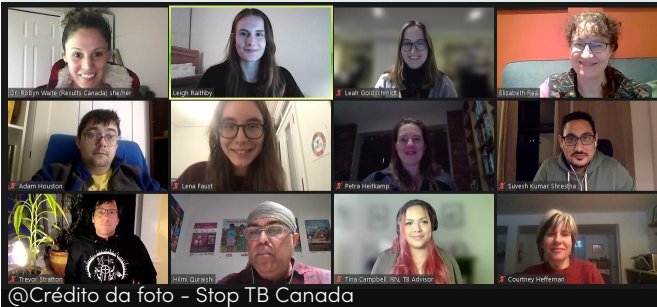 Dr. Robyn Waite (Results Canada) she/her
Leigh Raithby
Leah Goldschmidt
Elizabeth Rea
Adam Houston
Lena Faust
Petra Heitkamp
Suvesh Kumar Shrestha
Trevor Stratton
Hilmi Quraishi
Tina Campbell, RN, TB Advisor
Courtney Heffernan
@Crédito da foto - Stop TB Canada